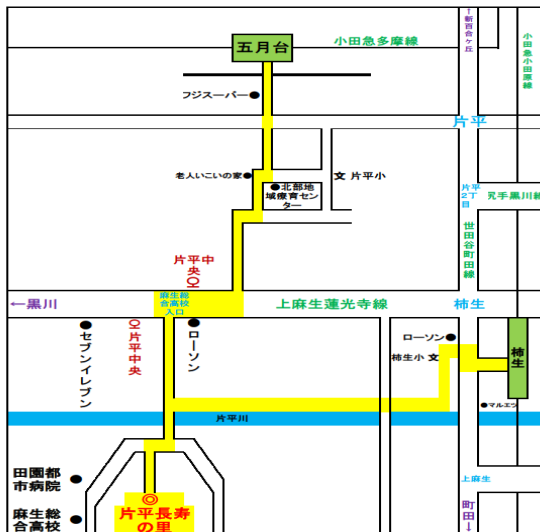 ↑新百合ヶ丘
五月台
小田急多摩線
小田急小田原線
フジスーパー●
片平
老人いこいの家●
●北部地
域療育セン
ター
文 片平小
片平
2丁
目
尻手黒川線
世田谷町田線
片平中
央〇
←黒川
麻生総
合高校
入口
上麻生蓮光寺線
柿生
●セブンイレブン
〇片平中央
●ローソン
ローソン●
柿生小 文
柿生
●マルエツ
片平川
田園都
市病院
●
上麻生
◎
片平長寿
の里
麻生総
合高校
●
町田↓